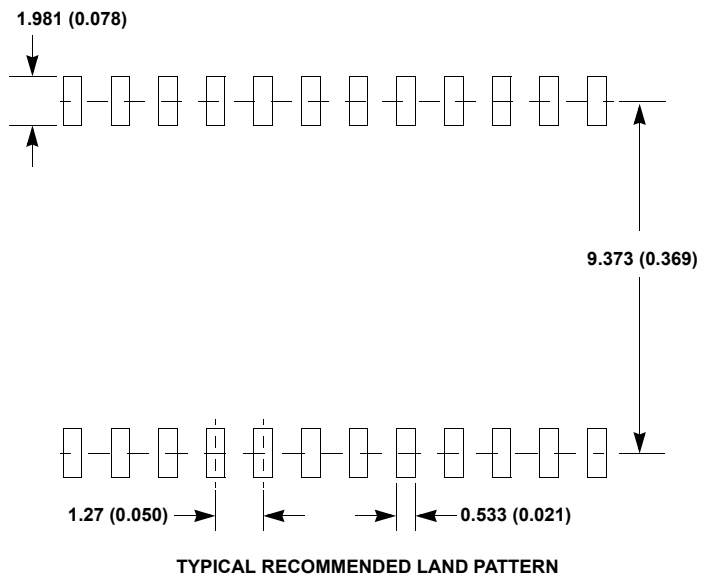 1.981 (0.078)
9.373 (0.369)
1.27 (0.050)
0.533 (0.021)
TYPICAL RECOMMENDED LAND PATTERN